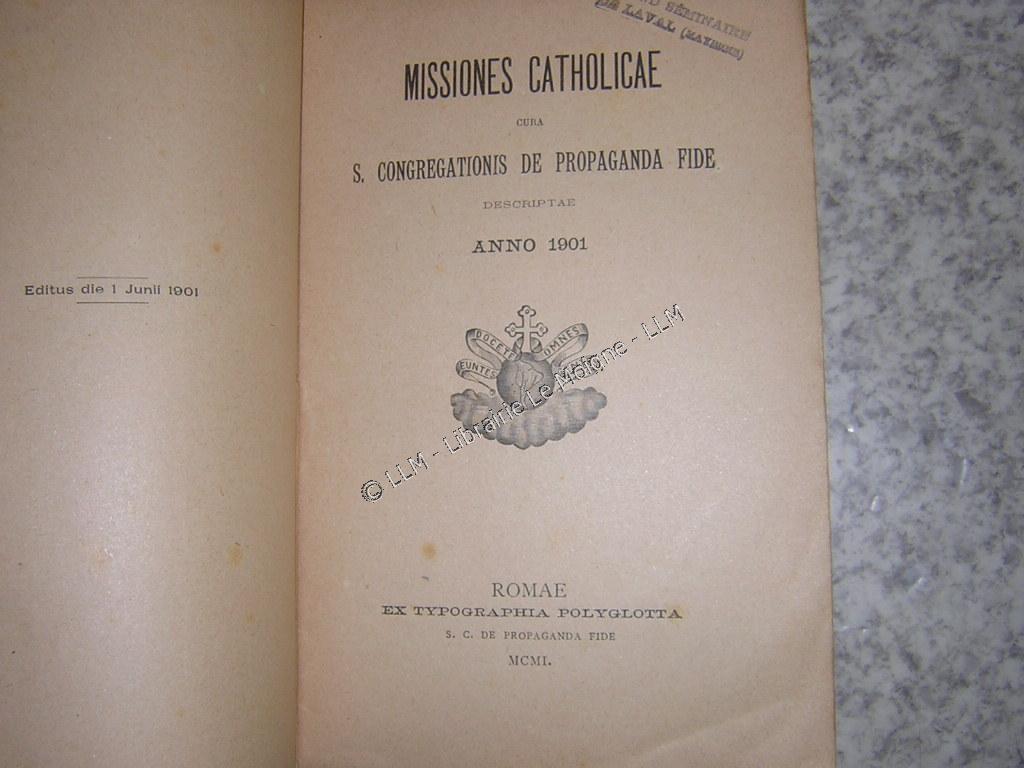 Editus die 1 Junii 1901
SÉMINAIRE
DE LAVAL (MAYENNE)
MISSIONES CATHOLICAE
CURA
S. CONGREGATIONIS DE PROPAGANDA FIDE
DESCRIPTAE
ANNO 1901
DOCETE OMNES
EUNTES
© LLM - Librairie Le Moigne - LLM
ROMAE
EX TYPOGRAPHIA POLYGLOTTA
S. C. DE PROPAGANDA FIDE
MCMI.